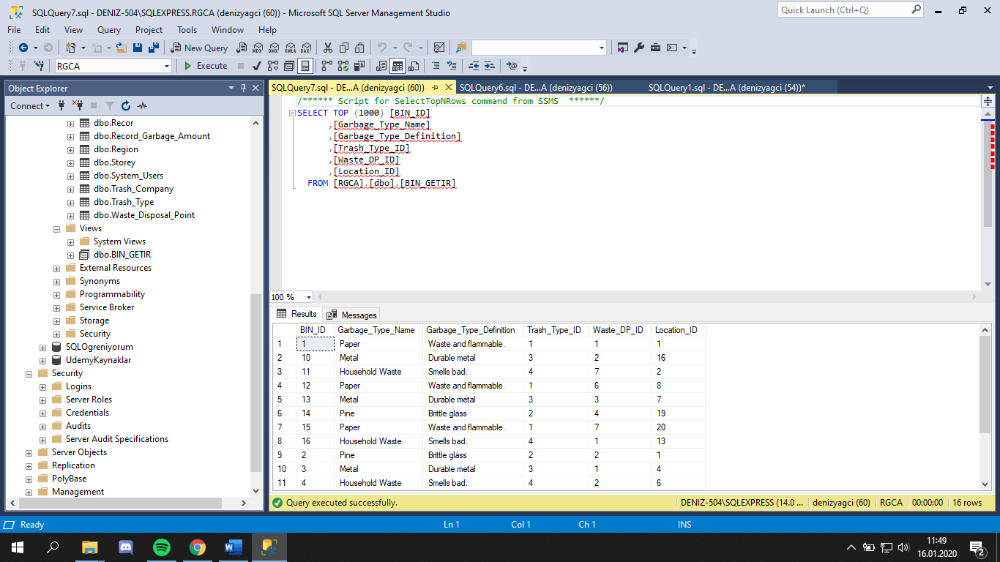 SQLQuery7.sql - DENIZ-504\SQLEXPRESS.RGCA (denizyagci (60)) - Microsoft SQL Server Management Studio
Quick Launch (Ctrl+Q)
File Edit View Query Project Tools Window Help
New Query MDX DMX XMLA DAX
RGCA Execute
Object Explorer
Connect
dbo.Recor
dbo.Record_Garbage_Amount
dbo.Region
dbo.Storey
dbo.System_Users
dbo.Trash_Company
dbo.Trash_Type
dbo.Waste_Disposal_Point
Views
System Views
dbo.BIN_GETIR
External Resources
Synonyms
Programmability
Service Broker
Storage
Security
SQLOgreniyorum
UdemyKaynaklar
Security
Logins
Server Roles
Credentials
Audits
Server Audit Specifications
Server Objects
Replication
PolyBase
Management
SQLQuery7.sql - DE...A (denizyagci (60)) SQLQuery6.sql - DE...A (denizyagci (56)) SQLQuery1.sql - DE...A (denizyagci (54))*
/****** Script for SelectTopNRows command from SSMS ******/
SELECT TOP (1000) [BIN_ID]
,[Garbage_Type_Name]
,[Garbage_Type_Definition]
,[Trash_Type_ID]
,[Waste_DP_ID]
,[Location_ID]
FROM [RGCA].[dbo].[BIN_GETIR]
100 %
Results Messages
BIN_ID Garbage_Type_Name Garbage_Type_Definition Trash_Type_ID Waste_DP_ID Location_ID
1 1 Paper Waste and flammable. 1 1 1
2 10 Metal Durable metal 3 2 16
3 11 Household Waste Smells bad. 4 7 2
4 12 Paper Waste and flammable. 1 6 8
5 13 Metal Durable metal 3 3 7
6 14 Pine Brittle glass 2 4 19
7 15 Paper Waste and flammable. 1 7 20
8 16 Household Waste Smells bad. 4 1 13
9 2 Pine Brittle glass 2 2 1
10 3 Metal Durable metal 3 1 4
11 4 Household Waste Smells bad. 4 2 6
Query executed successfully. DENIZ-504\SQLEXPRESS (14.0 ... denizyagci (60) RGCA 00:00:00 16 rows
Ready Ln 1 Col 1 Ch 1 INS
11:49
16.01.2020
2